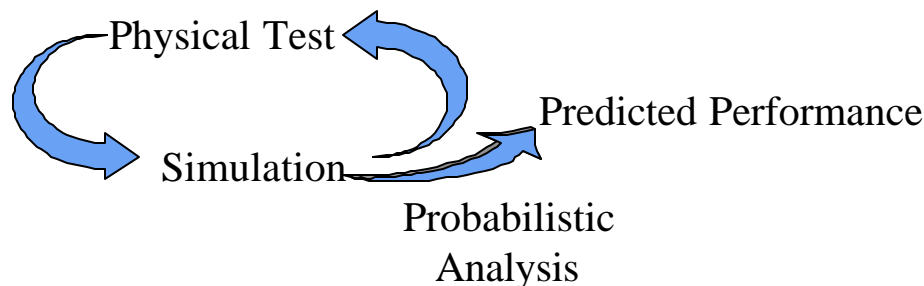 Physical Test
Predicted Performance
Simulation
Probabilistic
Analysis